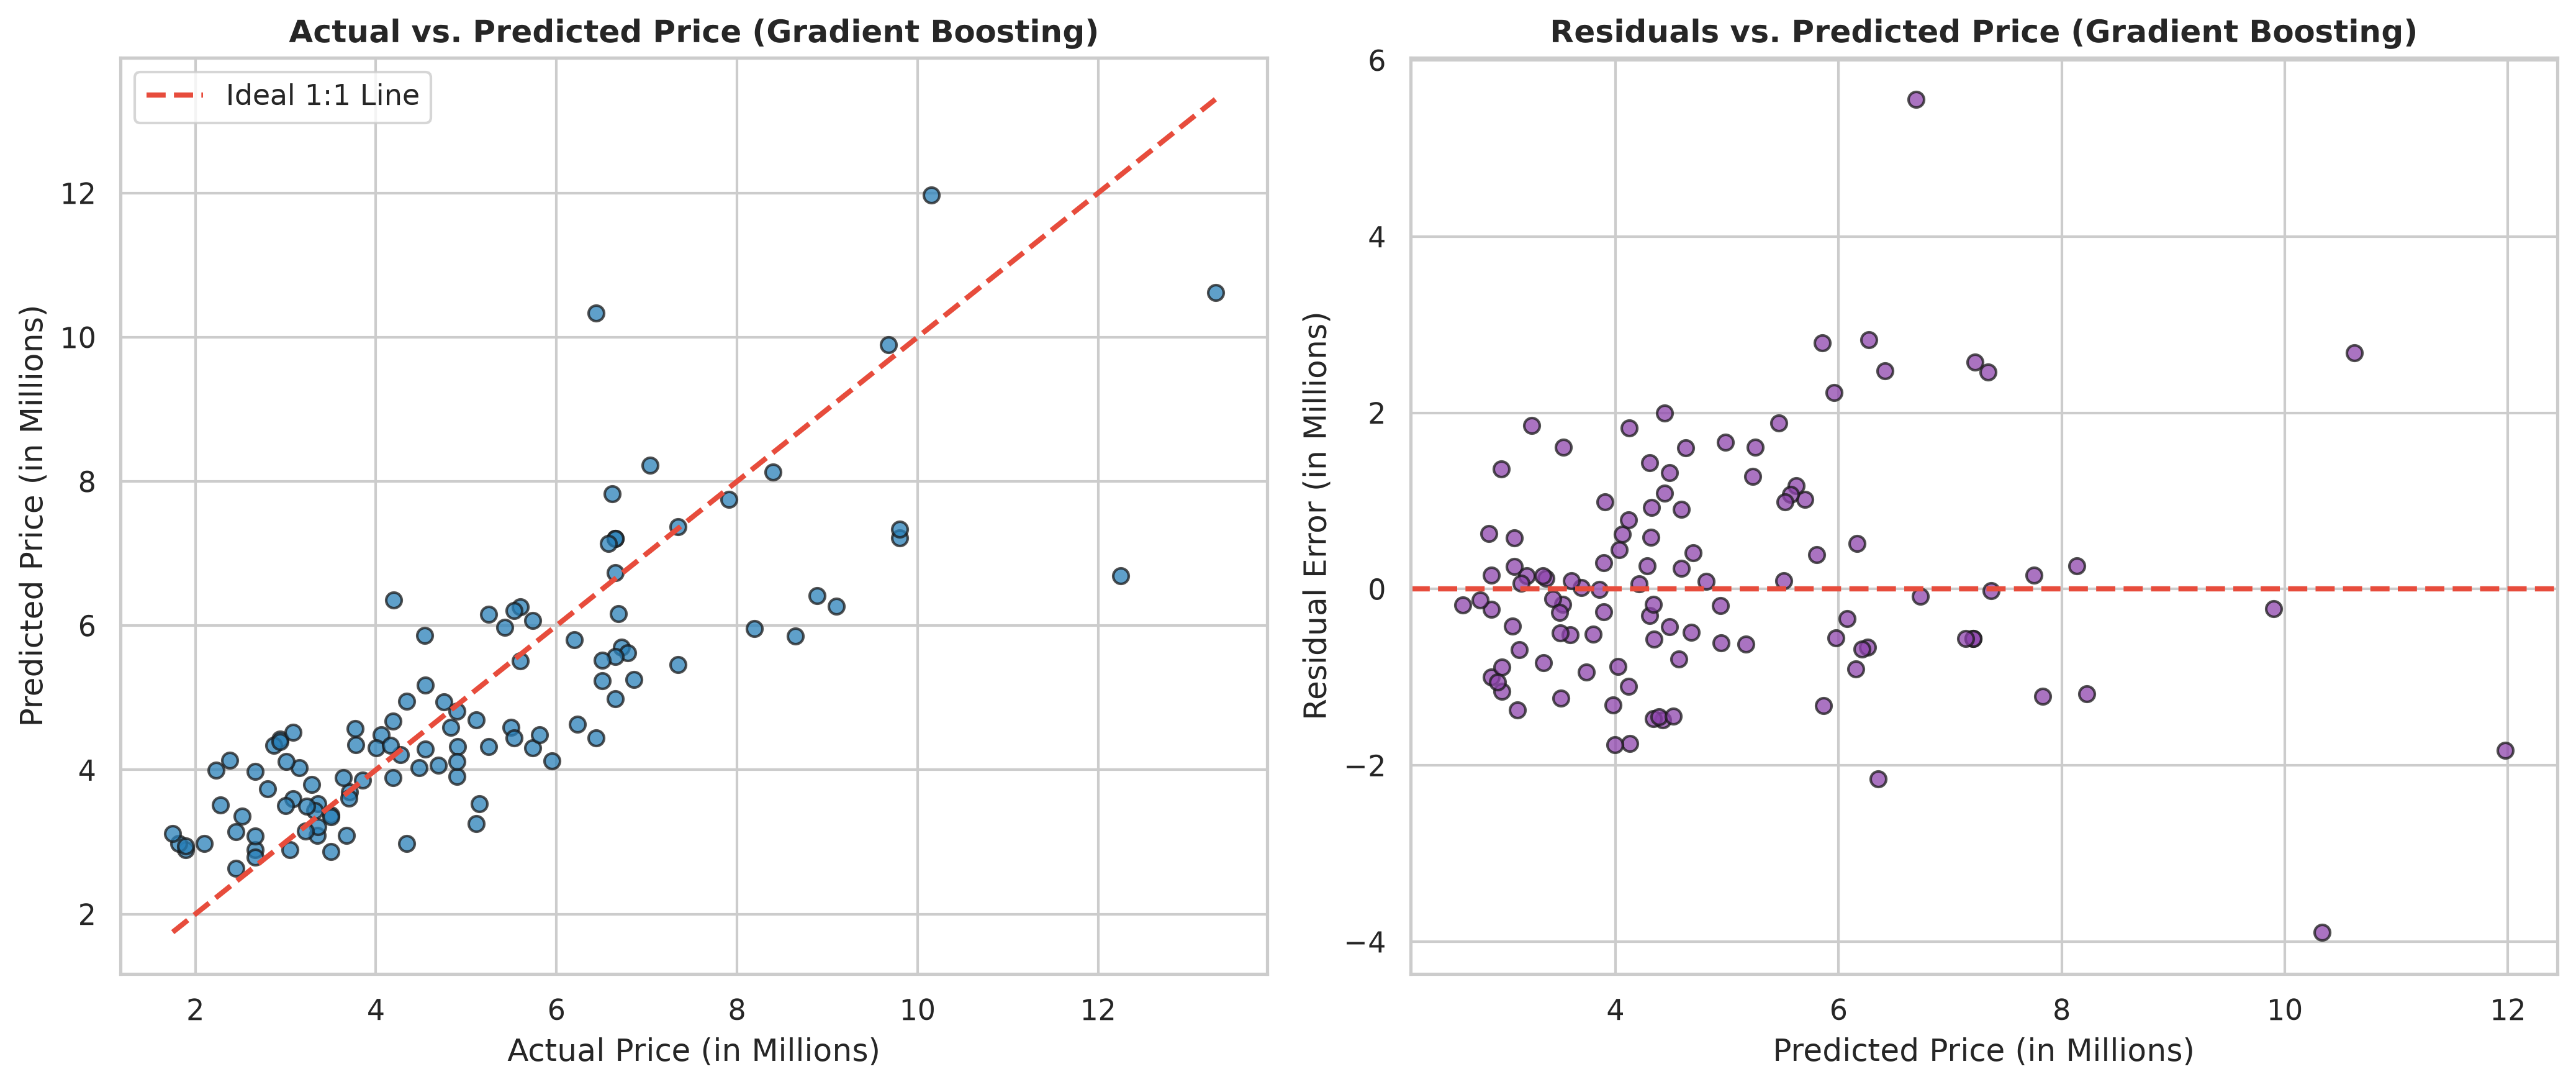 Actual vs. Predicted Price (Gradient Boosting)
Ideal 1:1 Line
Predicted Price (in Millions)
12
10
8
6
4
2
2 4 6 8 10 12
Actual Price (in Millions)
Residuals vs. Predicted Price (Gradient Boosting)
Residual Error (in Millions)
6
4
2
0
−2
−4
4 6 8 10 12
Predicted Price (in Millions)